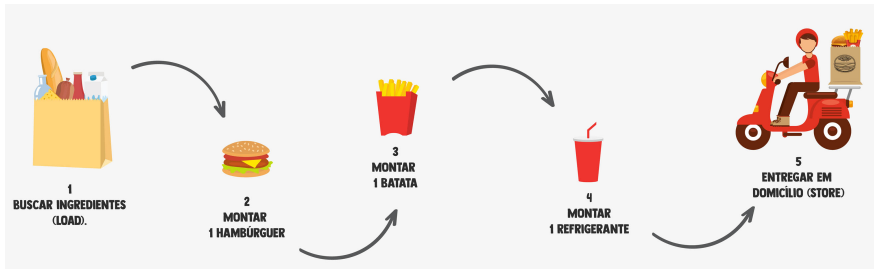 1
BUSCAR INGREDIENTES
(LOAD).
2
MONTAR
1 HAMBÚRGUER
3
MONTAR
1 BATATA
4
MONTAR
1 REFRIGERANTE
5
ENTREGAR EM
DOMICÍLIO (STORE)